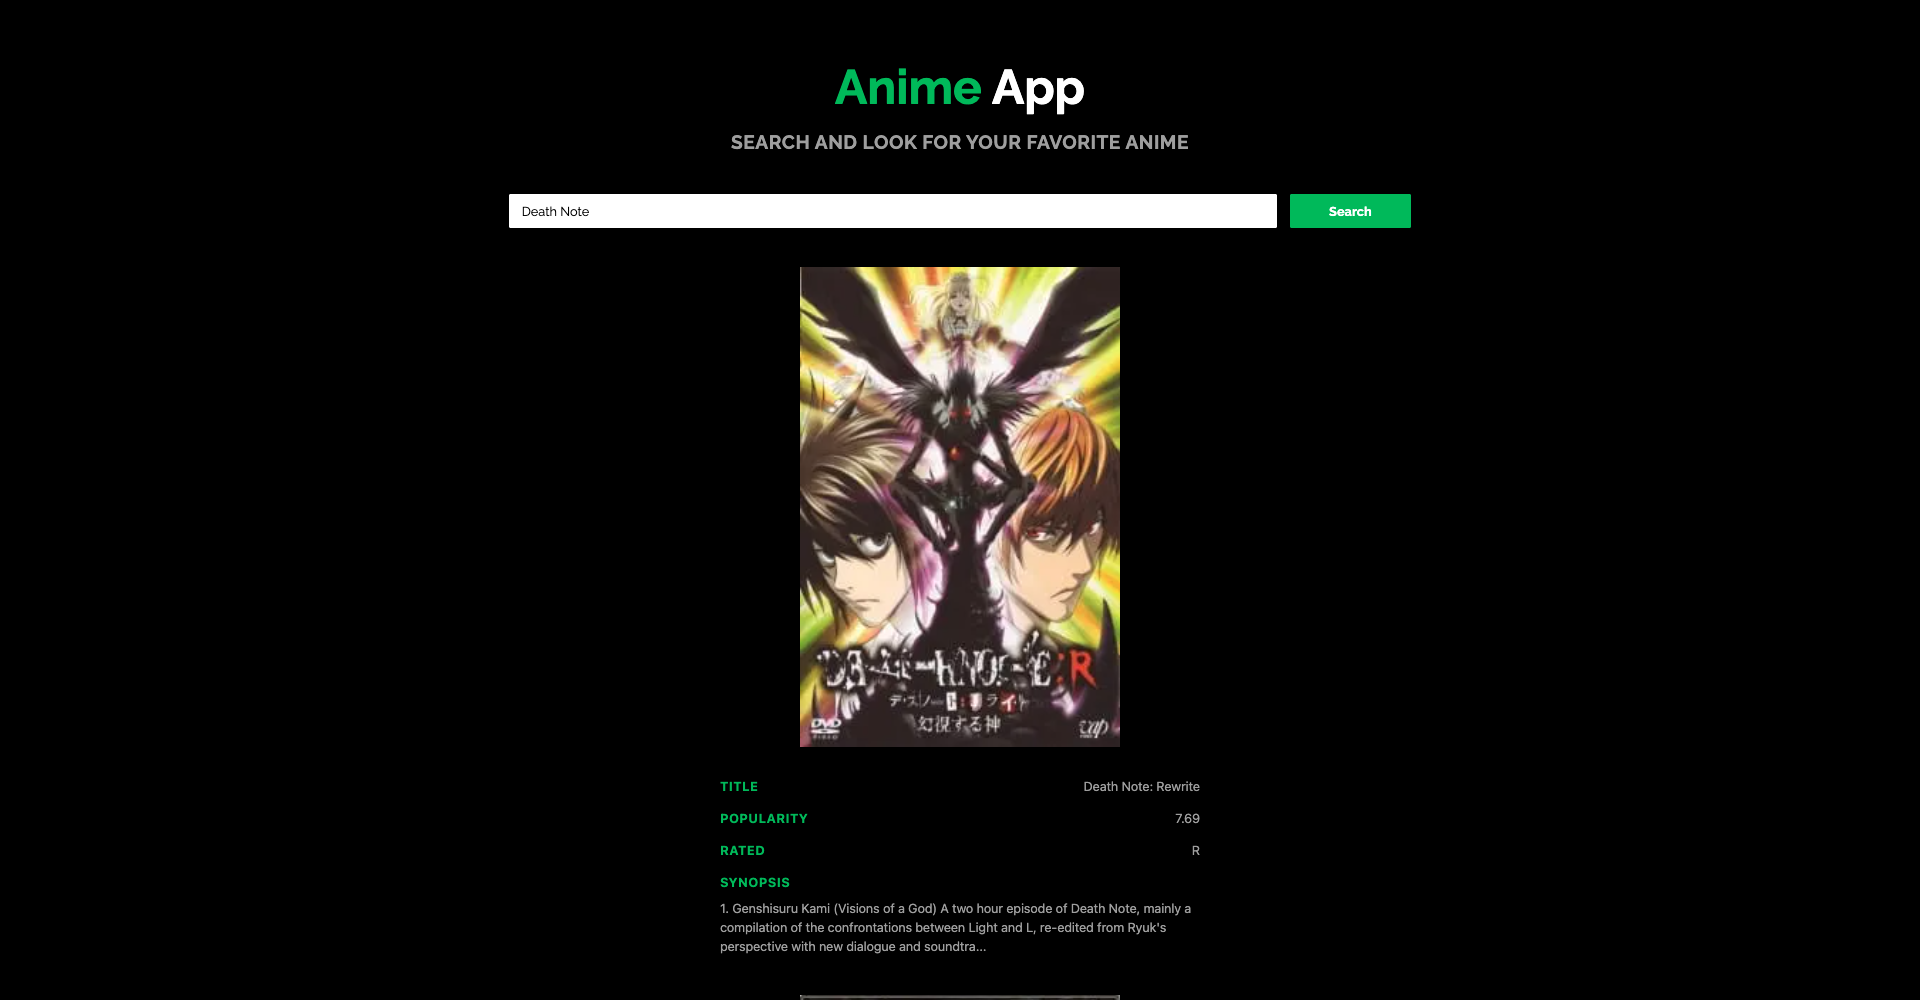 Anime App
SEARCH AND LOOK FOR YOUR FAVORITE ANIME
Death Note
Search
DEATH NOTE:R
デスノート:リライト
幻視する神
DVD
VIDEO
vap
TITLE
Death Note: Rewrite
POPULARITY
7.69
RATED
R
SYNOPSIS
1. Genshisuru Kami (Visions of a God) A two hour episode of Death Note, mainly a
compilation of the confrontations between Light and L, re-edited from Ryuk's
perspective with new dialogue and soundtra...